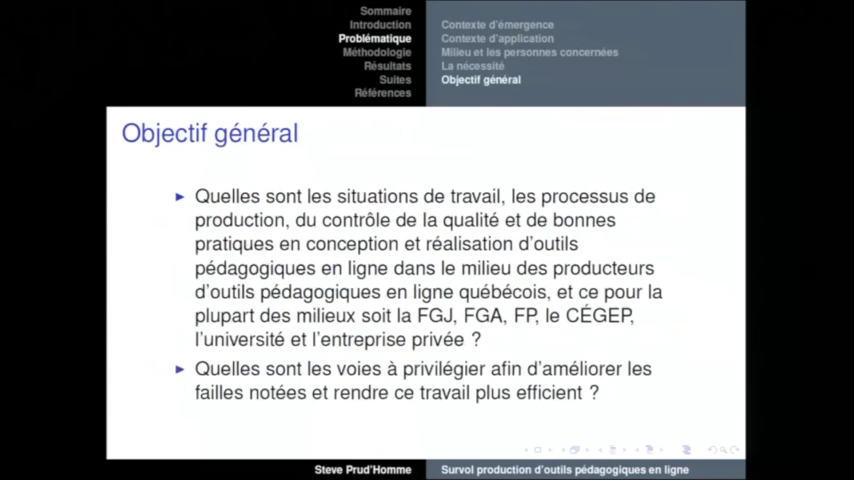 Sommaire
Introduction
Problématique
Méthodologie
Résultats
Suites
Références
Contexte d'émergence
Contexte d'application
Milieu et les personnes concernées
La nécessité
Objectif général
Objectif général
Quelles sont les situations de travail, les processus de
production, du contrôle de la qualité et de bonnes
pratiques en conception et réalisation d'outils
pédagogiques en ligne dans le milieu des producteurs
d'outils pédagogiques en ligne québécois, et ce pour la
plupart des milieux soit la FGJ, FGA, FP, le CÉGEP,
l'université et l'entreprise privée ?
Quelles sont les voies à privilégier afin d'améliorer les
failles notées et rendre ce travail plus efficient ?
Steve Prud'Homme
Survol production d'outils pédagogiques en ligne